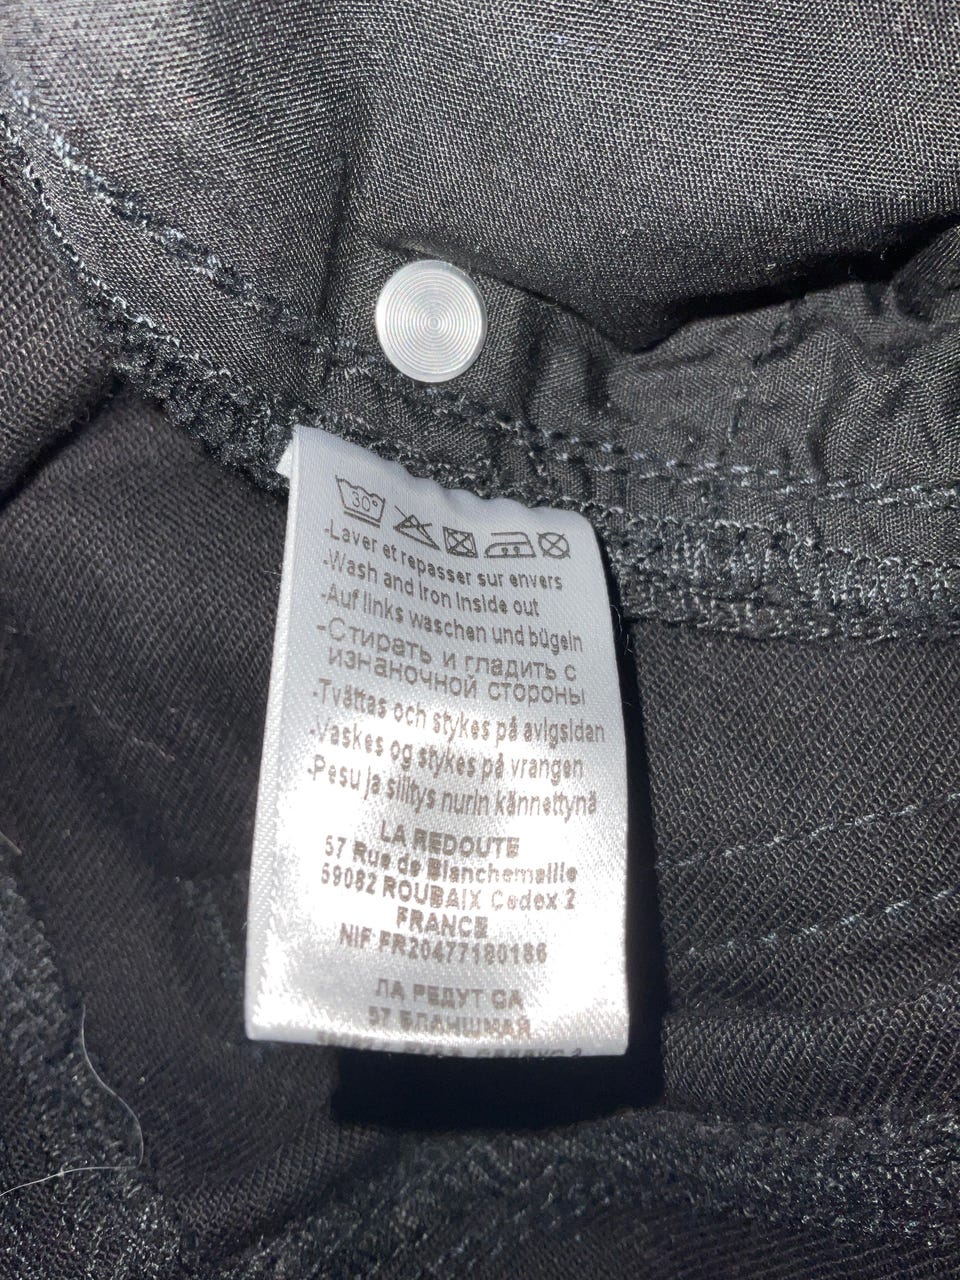 30°
-Laver et repasser sur envers
-Wash and iron inside out
-Auf links waschen und bügeln
-Стирать и гладить с
изнаночной стороны
-Tvättas och stykes på avigsidan
-Vaskes og stykes på vrangen
-Pesu ja silitys nurin kännettynä
LA REDOUTE
57 Rue de Blanchemaille
59082 ROUBAIX Cedex 2
FRANCE
NIF FR20477180186
ЛА РЕДУТ СА
57 БЛАНШМАЙ